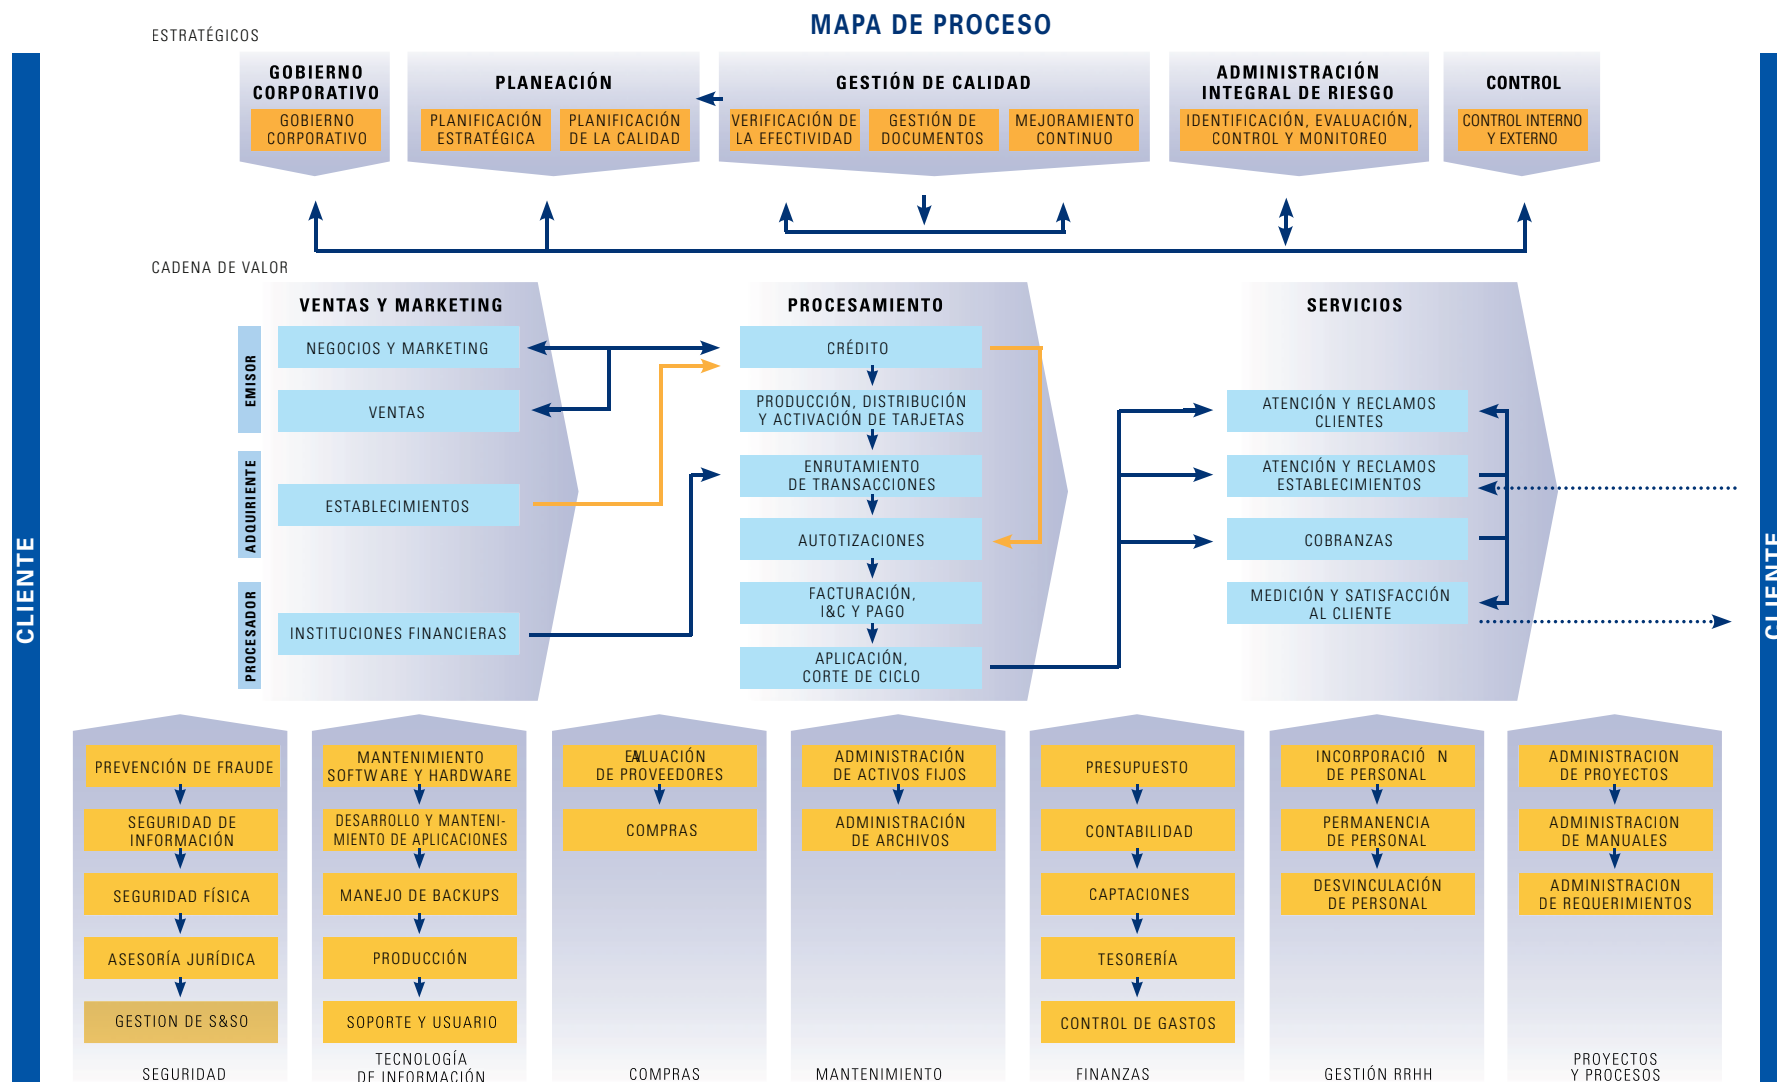 MAPA DE PROCESO
ESTRATÉGICOS
GOBIERNO
CORPORATIVO
GOBIERNO
CORPORATIVO
PLANEACIÓN
PLANIFICACIÓN
ESTRATÉGICA
PLANIFICACIÓN
DE LA CALIDAD
GESTIÓN DE CALIDAD
VERIFICACIÓN DE
LA EFECTIVIDAD
GESTIÓN DE
DOCUMENTOS
MEJORAMIENTO
CONTINUO
ADMINISTRACIÓN
INTEGRAL DE RIESGO
IDENTIFICACIÓN, EVALUACIÓN,
CONTROL Y MONITOREO
CONTROL
CONTROL INTERNO
Y EXTERNO
CLIENTE
CADENA DE VALOR
VENTAS Y MARKETING
EMISOR
NEGOCIOS Y MARKETING
VENTAS
ADQUIRIENTE
ESTABLECIMIENTOS
PROCESADOR
INSTITUCIONES FINANCIERAS
PROCESAMIENTO
CRÉDITO
PRODUCCIÓN, DISTRIBUCIÓN
Y ACTIVACIÓN DE TARJETAS
ENRUTAMIENTO
DE TRANSACCIONES
AUTOTIZACIONES
FACTURACIÓN,
I&C Y PAGO
APLICACIÓN,
CORTE DE CICLO
SERVICIOS
ATENCIÓN Y RECLAMOS
CLIENTES
ATENCIÓN Y RECLAMOS
ESTABLECIMIENTOS
COBRANZAS
MEDICIÓN Y SATISFACCIÓN
AL CLIENTE
CLIENTE
PREVENCIÓN DE FRAUDE
SEGURIDAD DE
INFORMACIÓN
SEGURIDAD FÍSICA
ASESORÍA JURÍDICA
GESTION DE S&SO
SEGURIDAD
MANTENIMIENTO
SOFTWARE Y HARDWARE
DESARROLLO Y MANTENI-
MIENTO DE APLICACIONES
MANEJO DE BACKUPS
PRODUCCIÓN
SOPORTE Y USUARIO
TECNOLOGÍA
DE INFORMACIÓN
EVALUACIÓN
DE PROVEEDORES
COMPRAS
COMPRAS
ADMINISTRACIÓN
DE ACTIVOS FIJOS
ADMINISTRACIÓN
DE ARCHIVOS
MANTENIMIENTO
PRESUPUESTO
CONTABILIDAD
CAPTACIONES
TESORERÍA
CONTROL DE GASTOS
FINANZAS
INCORPORACIÓ N
DE PERSONAL
PERMANENCIA
DE PERSONAL
DESVINCULACIÓN
DE PERSONAL
GESTIÓN RRHH
ADMINISTRACION
DE PROYECTOS
ADMINISTRACION
DE MANUALES
ADMINISTRACION
DE REQUERIMIENTOS
PROYECTOS
Y PROCESOS